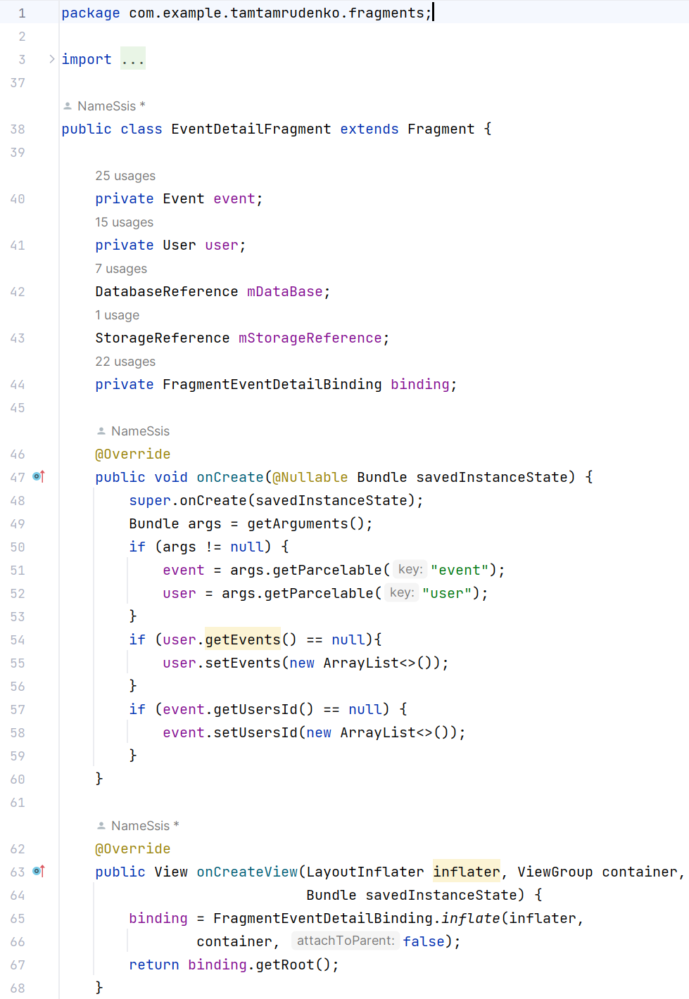 1 package com.example.tamtamrudenko.fragments;
2
3 import ...
37
NameSsis *
38 public class EventDetailFragment extends Fragment {
39
25 usages
40 private Event event;
15 usages
41 private User user;
7 usages
42 DatabaseReference mDataBase;
1 usage
43 StorageReference mStorageReference;
22 usages
44 private FragmentEventDetailBinding binding;
45
NameSsis
46 @Override
47 public void onCreate(@Nullable Bundle savedInstanceState) {
48 super.onCreate(savedInstanceState);
49 Bundle args = getArguments();
50 if (args != null) {
51 event = args.getParcelable( key: "event");
52 user = args.getParcelable( key: "user");
53 }
54 if (user.getEvents() == null){
55 user.setEvents(new ArrayList<>());
56 }
57 if (event.getUsersId() == null) {
58 event.setUsersId(new ArrayList<>());
59 }
60 }
61
NameSsis *
62 @Override
63 public View onCreateView(LayoutInflater inflater, ViewGroup container,
64 Bundle savedInstanceState) {
65 binding = FragmentEventDetailBinding.inflate(inflater,
66 container, attachToParent: false);
67 return binding.getRoot();
68 }